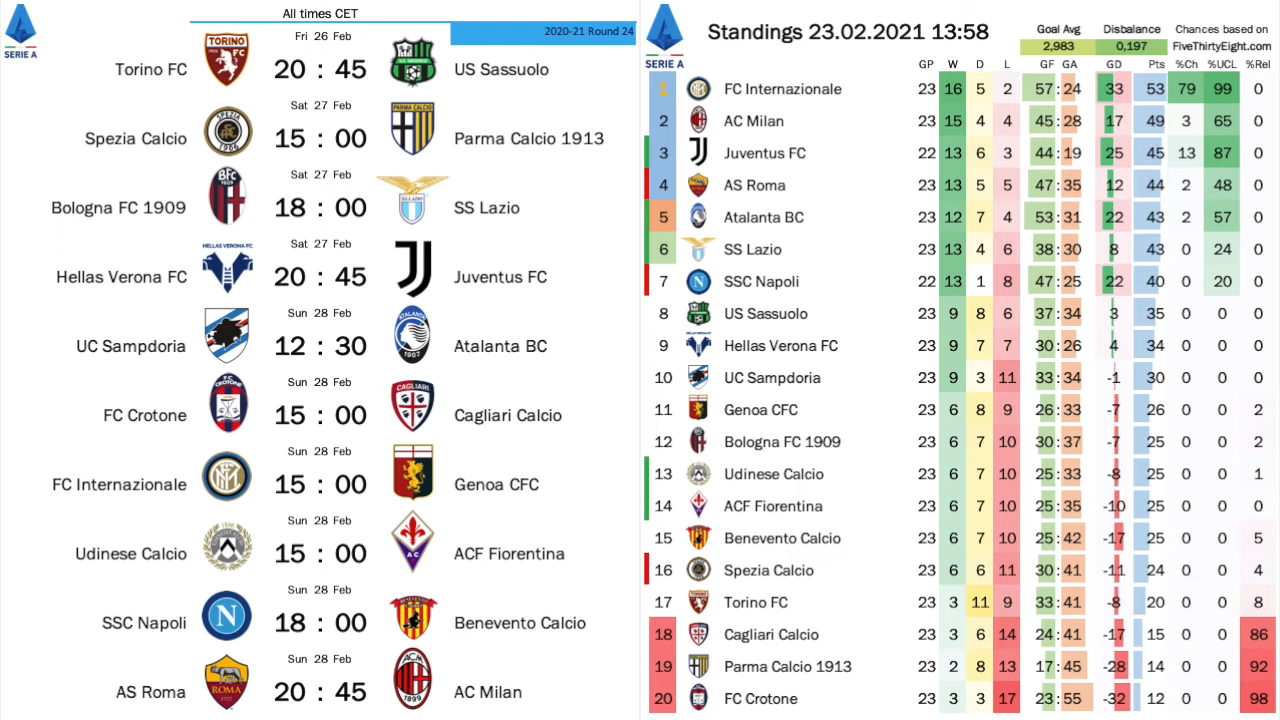 All times CET
SERIE A
2020-21 Round 24
Fri 26 Feb
Torino FC 20 : 45 US Sassuolo
Sat 27 Feb
Spezia Calcio 15 : 00 Parma Calcio 1913
Sat 27 Feb
Bologna FC 1909 18 : 00 SS Lazio
Sat 27 Feb
Hellas Verona FC 20 : 45 Juventus FC
Sun 28 Feb
UC Sampdoria 12 : 30 Atalanta BC
Sun 28 Feb
FC Crotone 15 : 00 Cagliari Calcio
Sun 28 Feb
FC Internazionale 15 : 00 Genoa CFC
Sun 28 Feb
Udinese Calcio 15 : 00 ACF Fiorentina
Sun 28 Feb
SSC Napoli 18 : 00 Benevento Calcio
Sun 28 Feb
AS Roma 20 : 45 AC Milan
SERIE A
Standings 23.02.2021 13:58
Goal Avg Disbalance Chances based on
2,983 0,197 FiveThirtyEight.com
GP W D L GF GA GD Pts %Ch %UCL %Rel
1 FC Internazionale 23 16 5 2 57 : 24 33 53 79 99 0
2 AC Milan 23 15 4 4 45 : 28 17 49 3 65 0
3 Juventus FC 22 13 6 3 44 : 19 25 45 13 87 0
4 AS Roma 23 13 5 5 47 : 35 12 44 2 48 0
5 Atalanta BC 23 12 7 4 53 : 31 22 43 2 57 0
6 SS Lazio 23 13 4 6 38 : 30 8 43 0 24 0
7 SSC Napoli 22 13 1 8 47 : 25 22 40 0 20 0
8 US Sassuolo 23 9 8 6 37 : 34 3 35 0 0 0
9 Hellas Verona FC 23 9 7 7 30 : 26 4 34 0 0 0
10 UC Sampdoria 23 9 3 11 33 : 34 -1 30 0 0 0
11 Genoa CFC 23 6 8 9 26 : 33 -7 26 0 0 2
12 Bologna FC 1909 23 6 7 10 30 : 37 -7 25 0 0 2
13 Udinese Calcio 23 6 7 10 25 : 33 -8 25 0 0 1
14 ACF Fiorentina 23 6 7 10 25 : 35 -10 25 0 0 0
15 Benevento Calcio 23 6 7 10 25 : 42 -17 25 0 0 5
16 Spezia Calcio 23 6 6 11 30 : 41 -11 24 0 0 4
17 Torino FC 23 3 11 9 33 : 41 -8 20 0 0 8
18 Cagliari Calcio 23 3 6 14 24 : 41 -17 15 0 0 86
19 Parma Calcio 1913 23 2 8 13 17 : 45 -28 14 0 0 92
20 FC Crotone 23 3 3 17 23 : 55 -32 12 0 0 98